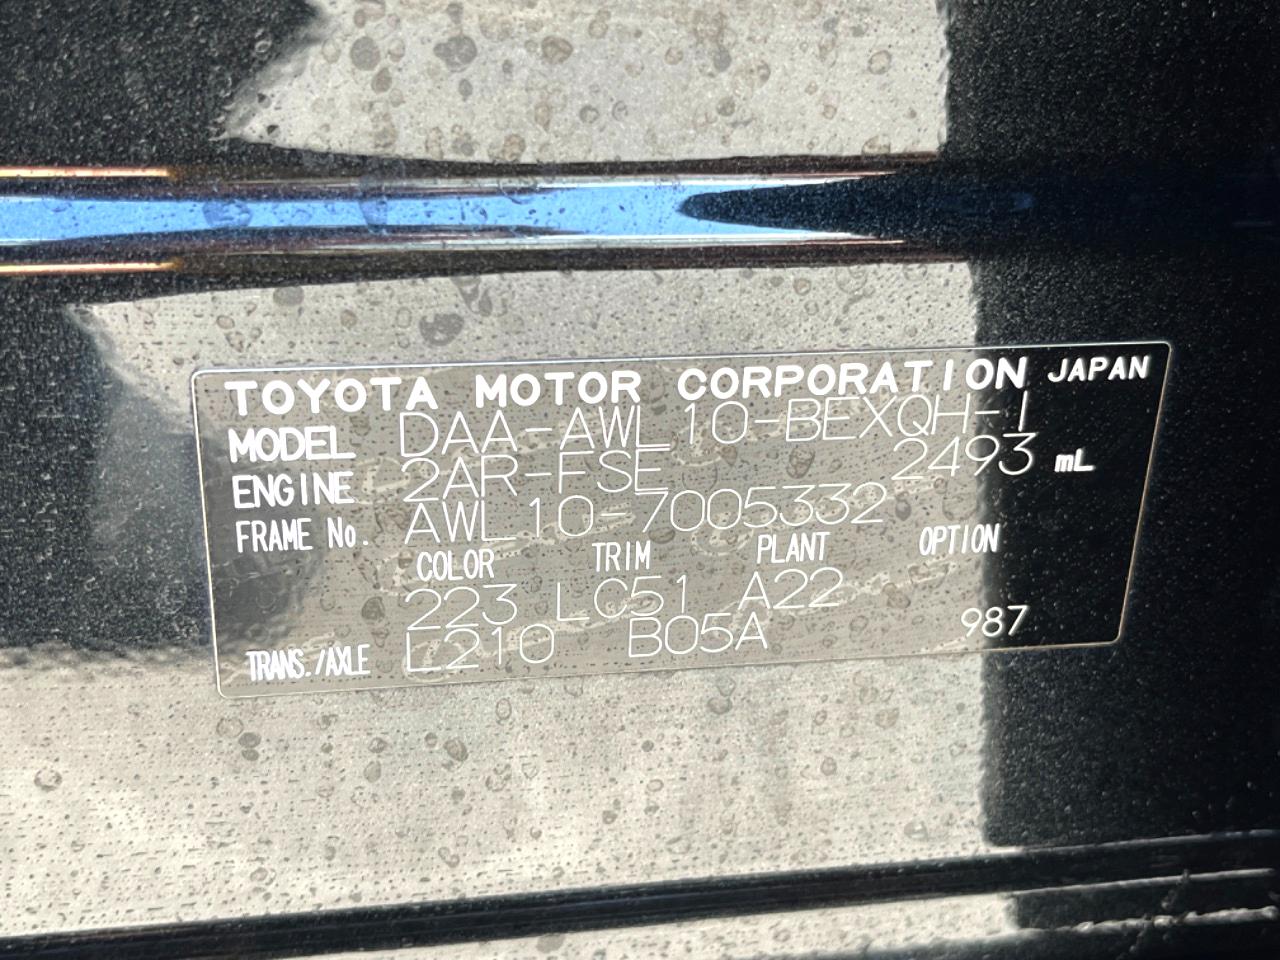 TOYOTA MOTOR CORPORATION JAPAN
MODEL DAA-AWL10-BEXQH-1
ENGINE 2AR-FSE 2493 mL
FRAME No. AWL10-7005332
COLOR TRIM PLANT OPTION
223 LC51 A22
TRANS./AXLE L210 B05A 987